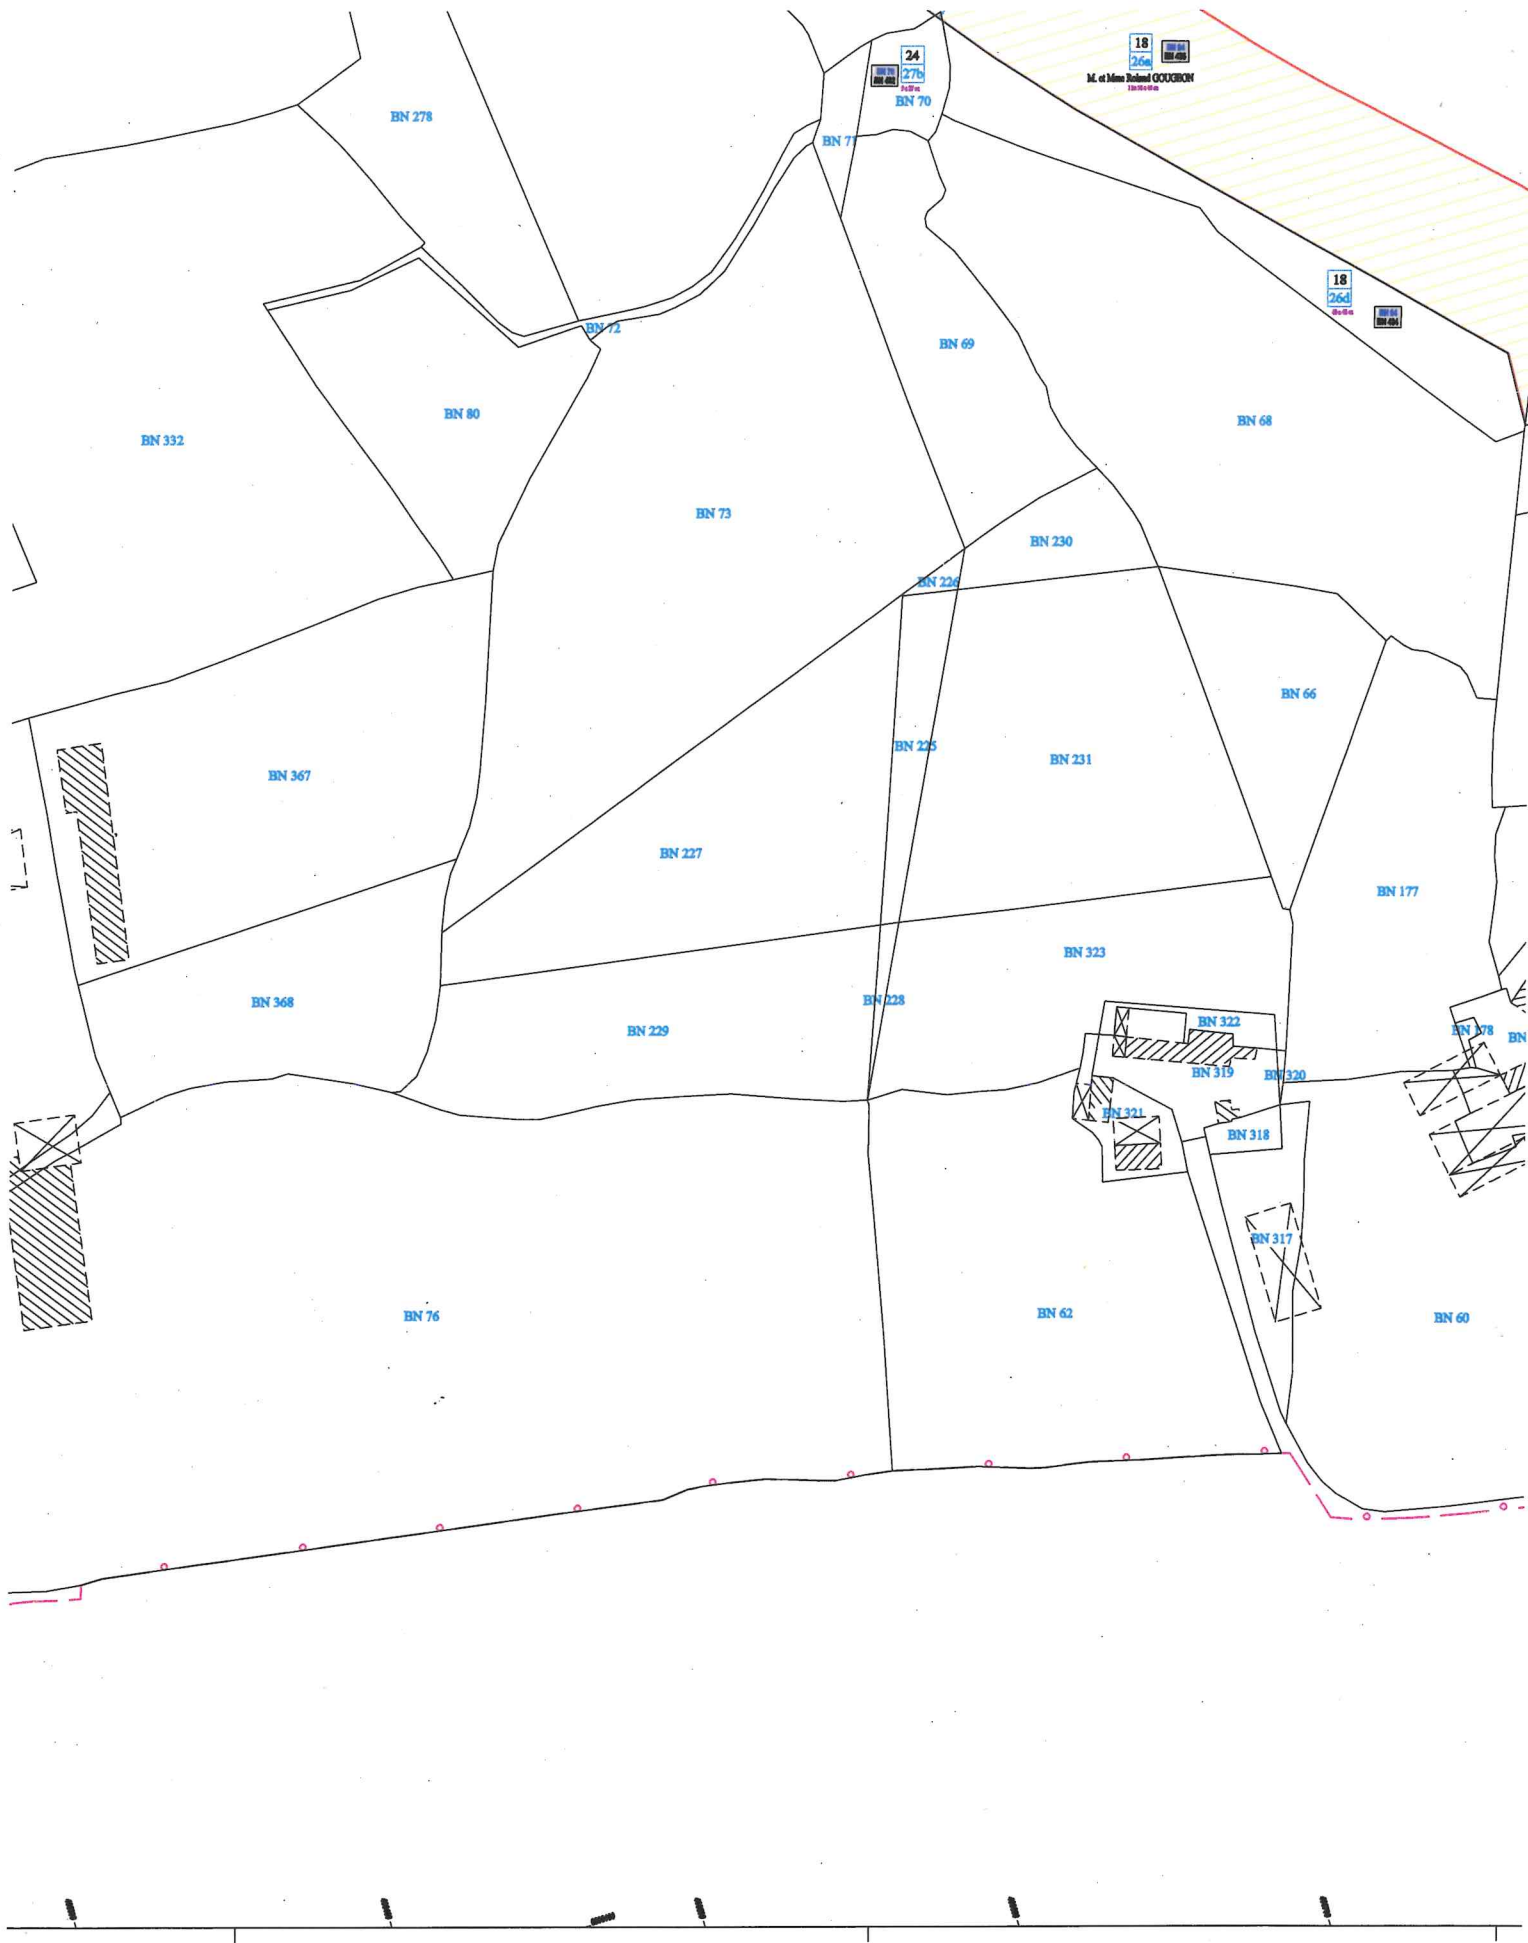 18
26a
M. et Mme Roland GOUGEON
24
27b
BN 70
BN 278
BN 71
18
26d
BN 72
BN 69
BN 80
BN 68
BN 332
BN 73
BN 230
BN 226
BN 66
BN 225
BN 231
BN 367
BN 227
BN 177
BN 323
BN 368
BN 228
BN 322
BN 229
BN 178
BN
BN 319
BN 320
BN 321
BN 318
BN 317
BN 76
BN 62
BN 60